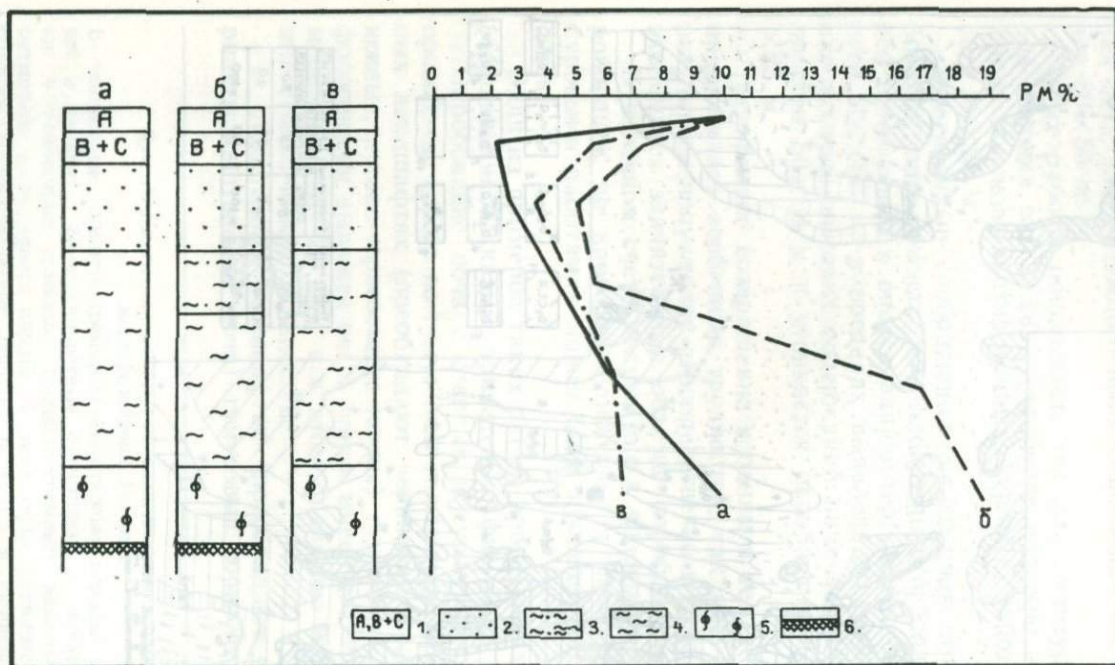 0 1 2 3 4 5 6 7 8 9 10 11 12 13 14 15 16 17 18 19
Р М %
а б в
А А А
В + С В + С В + С
в а б
А, В + С 1. 2. 3. 4. 5. 6.